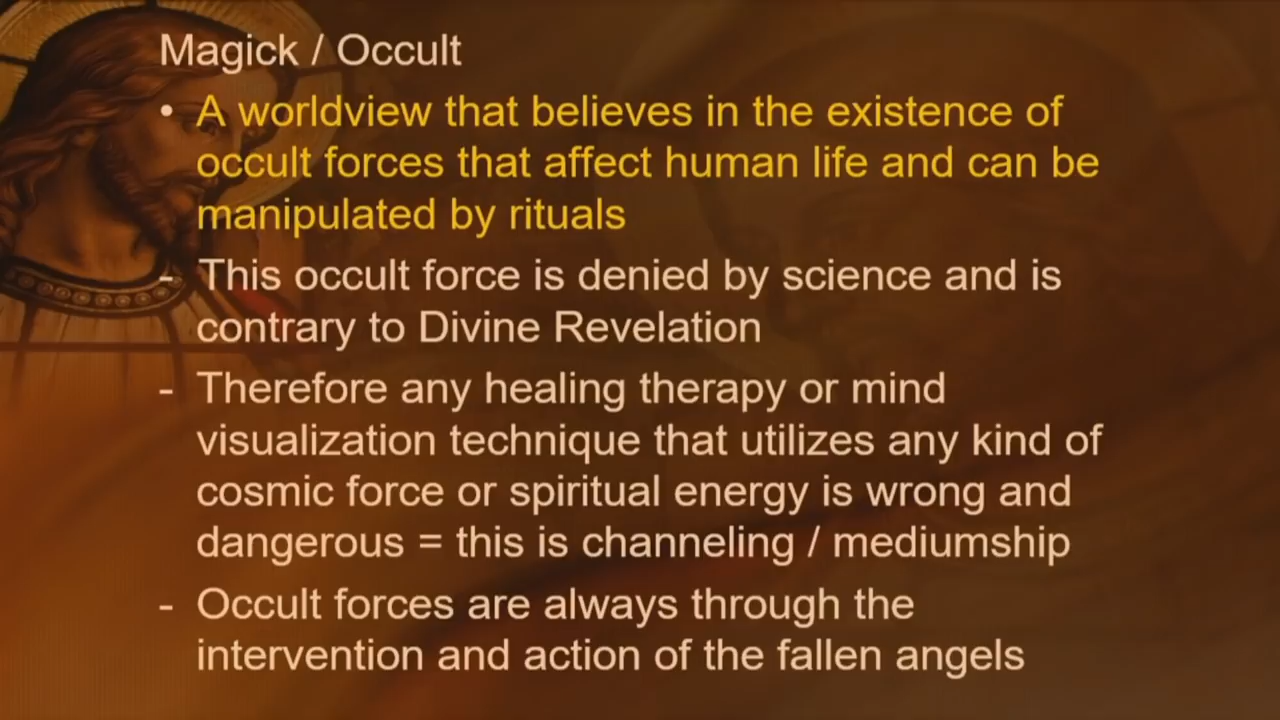 Magick / Occult
• A worldview that believes in the existence of
occult forces that affect human life and can be
manipulated by rituals
- This occult force is denied by science and is
contrary to Divine Revelation
- Therefore any healing therapy or mind
visualization technique that utilizes any kind of
cosmic force or spiritual energy is wrong and
dangerous = this is channeling / mediumship
- Occult forces are always through the
intervention and action of the fallen angels